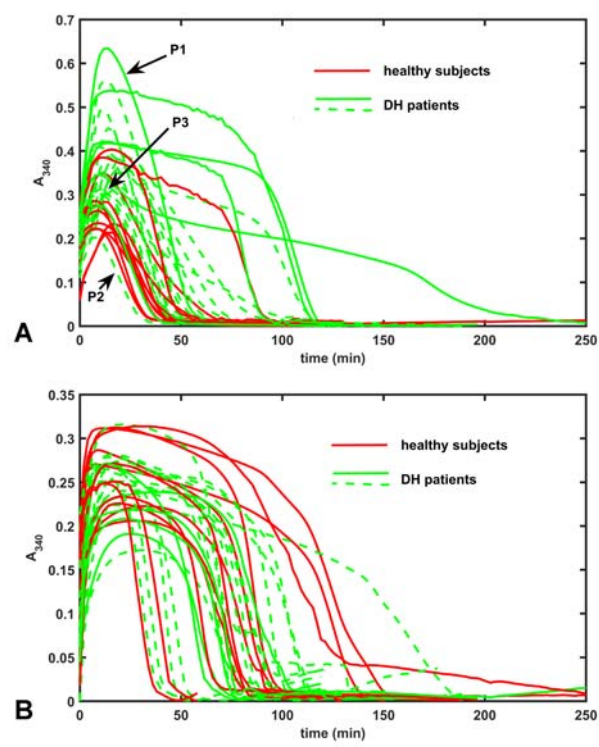 0.7
0.6
0.5
0.4
0.3
0.2
0.1
0
A340
P1
P3
P2
healthy subjects
DH patients
0 50 100 150 200 250
time (min)
A
0.35
0.3
0.25
0.2
0.15
0.1
0.05
0
A340
healthy subjects
DH patients
0 50 100 150 200 250
time (min)
B